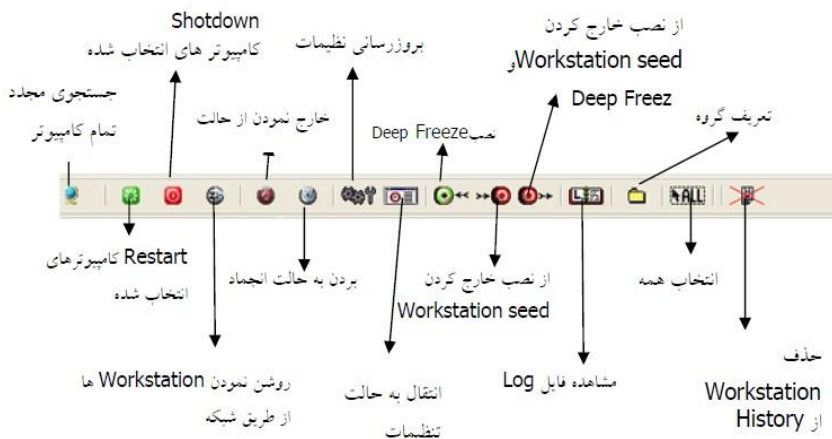 Shotdown
کامپیوتر های انتخاب شده
بروزرسانی نظیمات
از نصب خارج کردن
Workstation seedو
Deep Freez
جستجوی مجدد
تمام کامپیوتر
خارج نمودن از حالت
نصبDeep Freeze
تعریف گروه
ALL
Restart کامپیوترهای
انتخاب شده
بردن به حالت انجماد
از نصب خارج کردن
Workstation seed
انتخاب همه
روشن نمودن Workstation ها
از طریق شبکه
انتقال به حالت
تنظیمات
مشاهده فایل Log
حذف
Workstation
از History